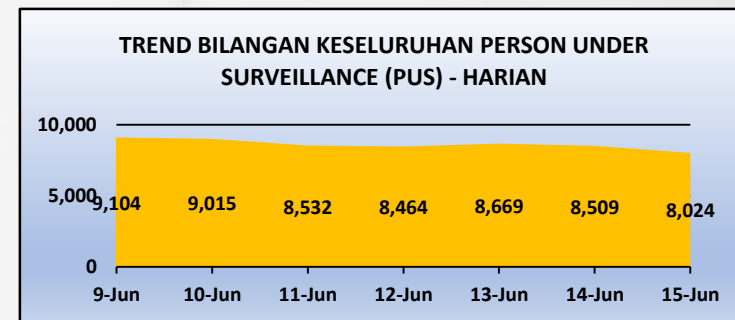 TREND BILANGAN KESELURUHAN PERSON UNDER
SURVEILLANCE (PUS) - HARIAN
10,000
5,000
0
9,104 9,015 8,532 8,464 8,669 8,509 8,024
9-Jun 10-Jun 11-Jun 12-Jun 13-Jun 14-Jun 15-Jun